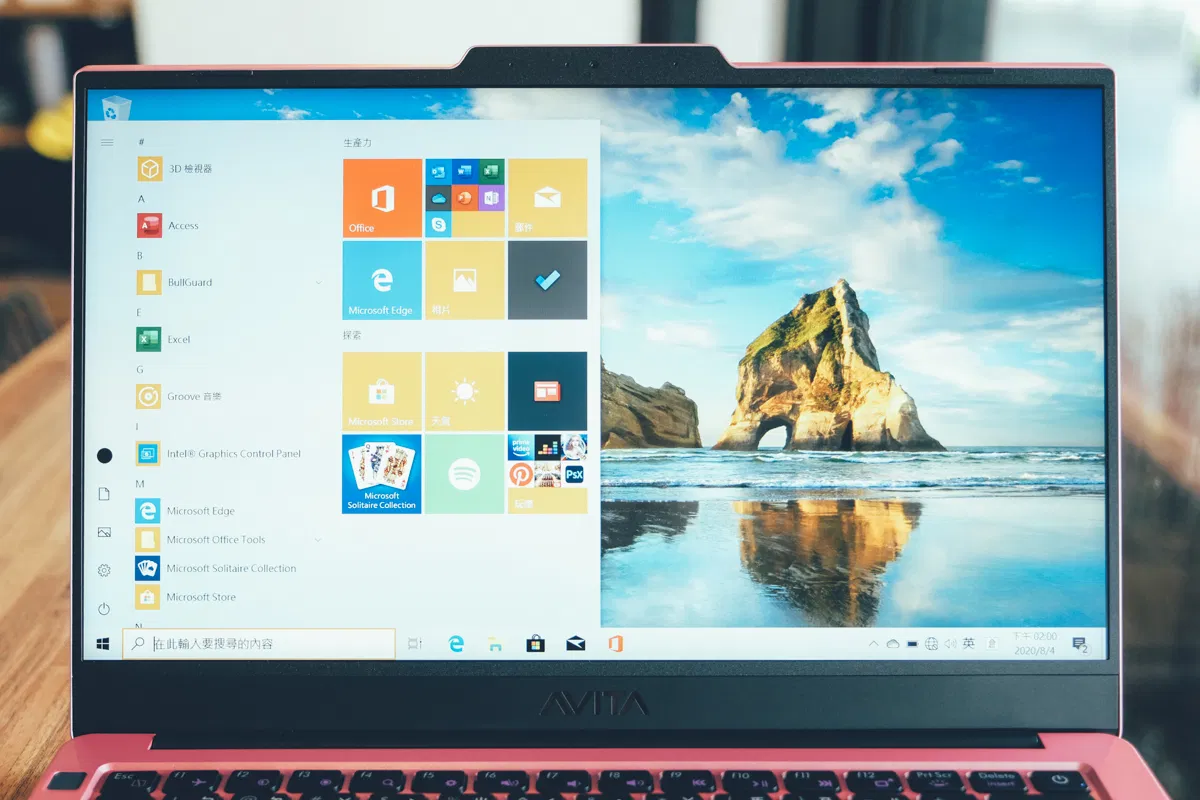 #
3D 檢視器
A
Access
B
BullGuard
E
Excel
G
Groove 音樂
I
Intel® Graphics Control Panel
M
Microsoft Edge
Microsoft Office Tools
Microsoft Solitaire Collection
Microsoft Store
生產力
Office
郵件
Microsoft Edge
相片
探索
Microsoft Store
天氣
prime video
PsX
Microsoft
Solitaire Collection
玩樂
在此輸入要搜尋的內容
英
下午 02:00
2020/8/4
2
AVITA
Esc
f1
f2
f3
f4
f5
f6
f7
f8
f9
f10
f11
f12
Prt Scr
Delete
Insert